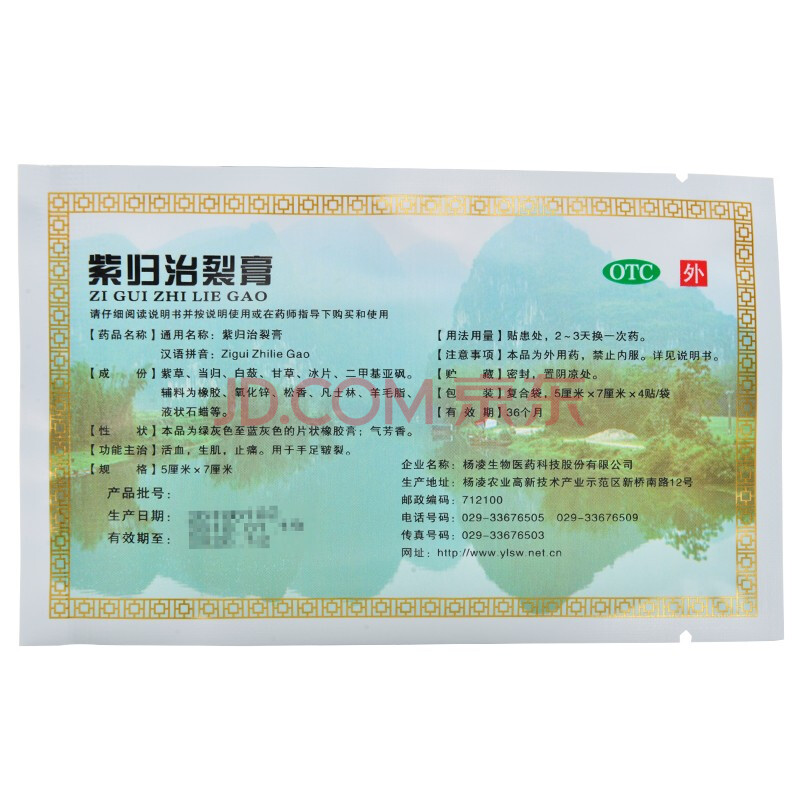 紫归治裂膏
ZI GUI ZHI LIE GAO
OTC
外
请仔细阅读说明书并按说明使用或在药师指导下购买和使用
【药品名称】通用名称：紫归治裂膏
汉语拼音：Zigui Zhilie Gao
【成 份】紫草、当归、白蔹、甘草、冰片、二甲基亚砜。
辅料为橡胶、氧化锌、松香、凡士林、羊毛脂、
液状石蜡等。
【性 状】本品为绿灰色至蓝灰色的片状橡胶膏；气芳香。
【功能主治】活血，生肌，止痛。用于手足皲裂。
【规 格】5厘米×7厘米
产品批号：
生产日期：
有效期至：
【用法用量】贴患处，2～3天换一次药。
【注意事项】本品为外用药，禁止内服。详见说明书。
【贮 藏】密封，置阴凉处。
【包 装】复合袋，5厘米×7厘米×4贴/袋
【有 效 期】36个月
企业名称：杨凌生物医药科技股份有限公司
生产地址：杨凌农业高新技术产业示范区新桥南路12号
邮政编码：712100
电话号码：029-33676505 029-33676509
传真号码：029-33676503
网址：http://www.ylsw.net.cn
JD.COM 京东